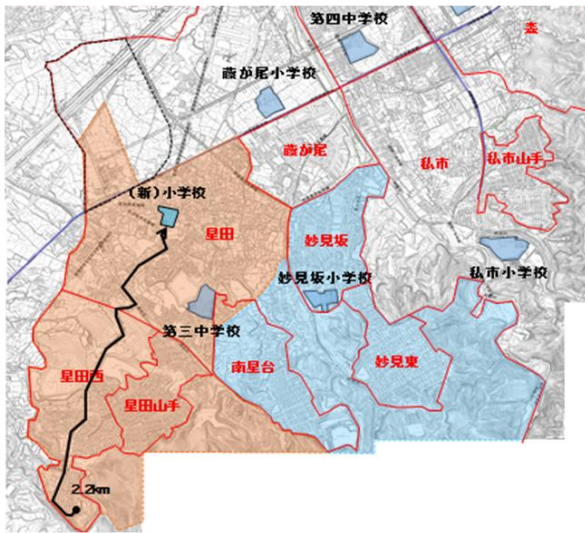 第四中学校
森
藤が尾小学校
藤が尾
私市
私市山手
(新)小学校
星田
妙見坂
妙見坂小学校
私市小学校
第三中学校
南星台
妙見東
星田西
星田山手
2.2km